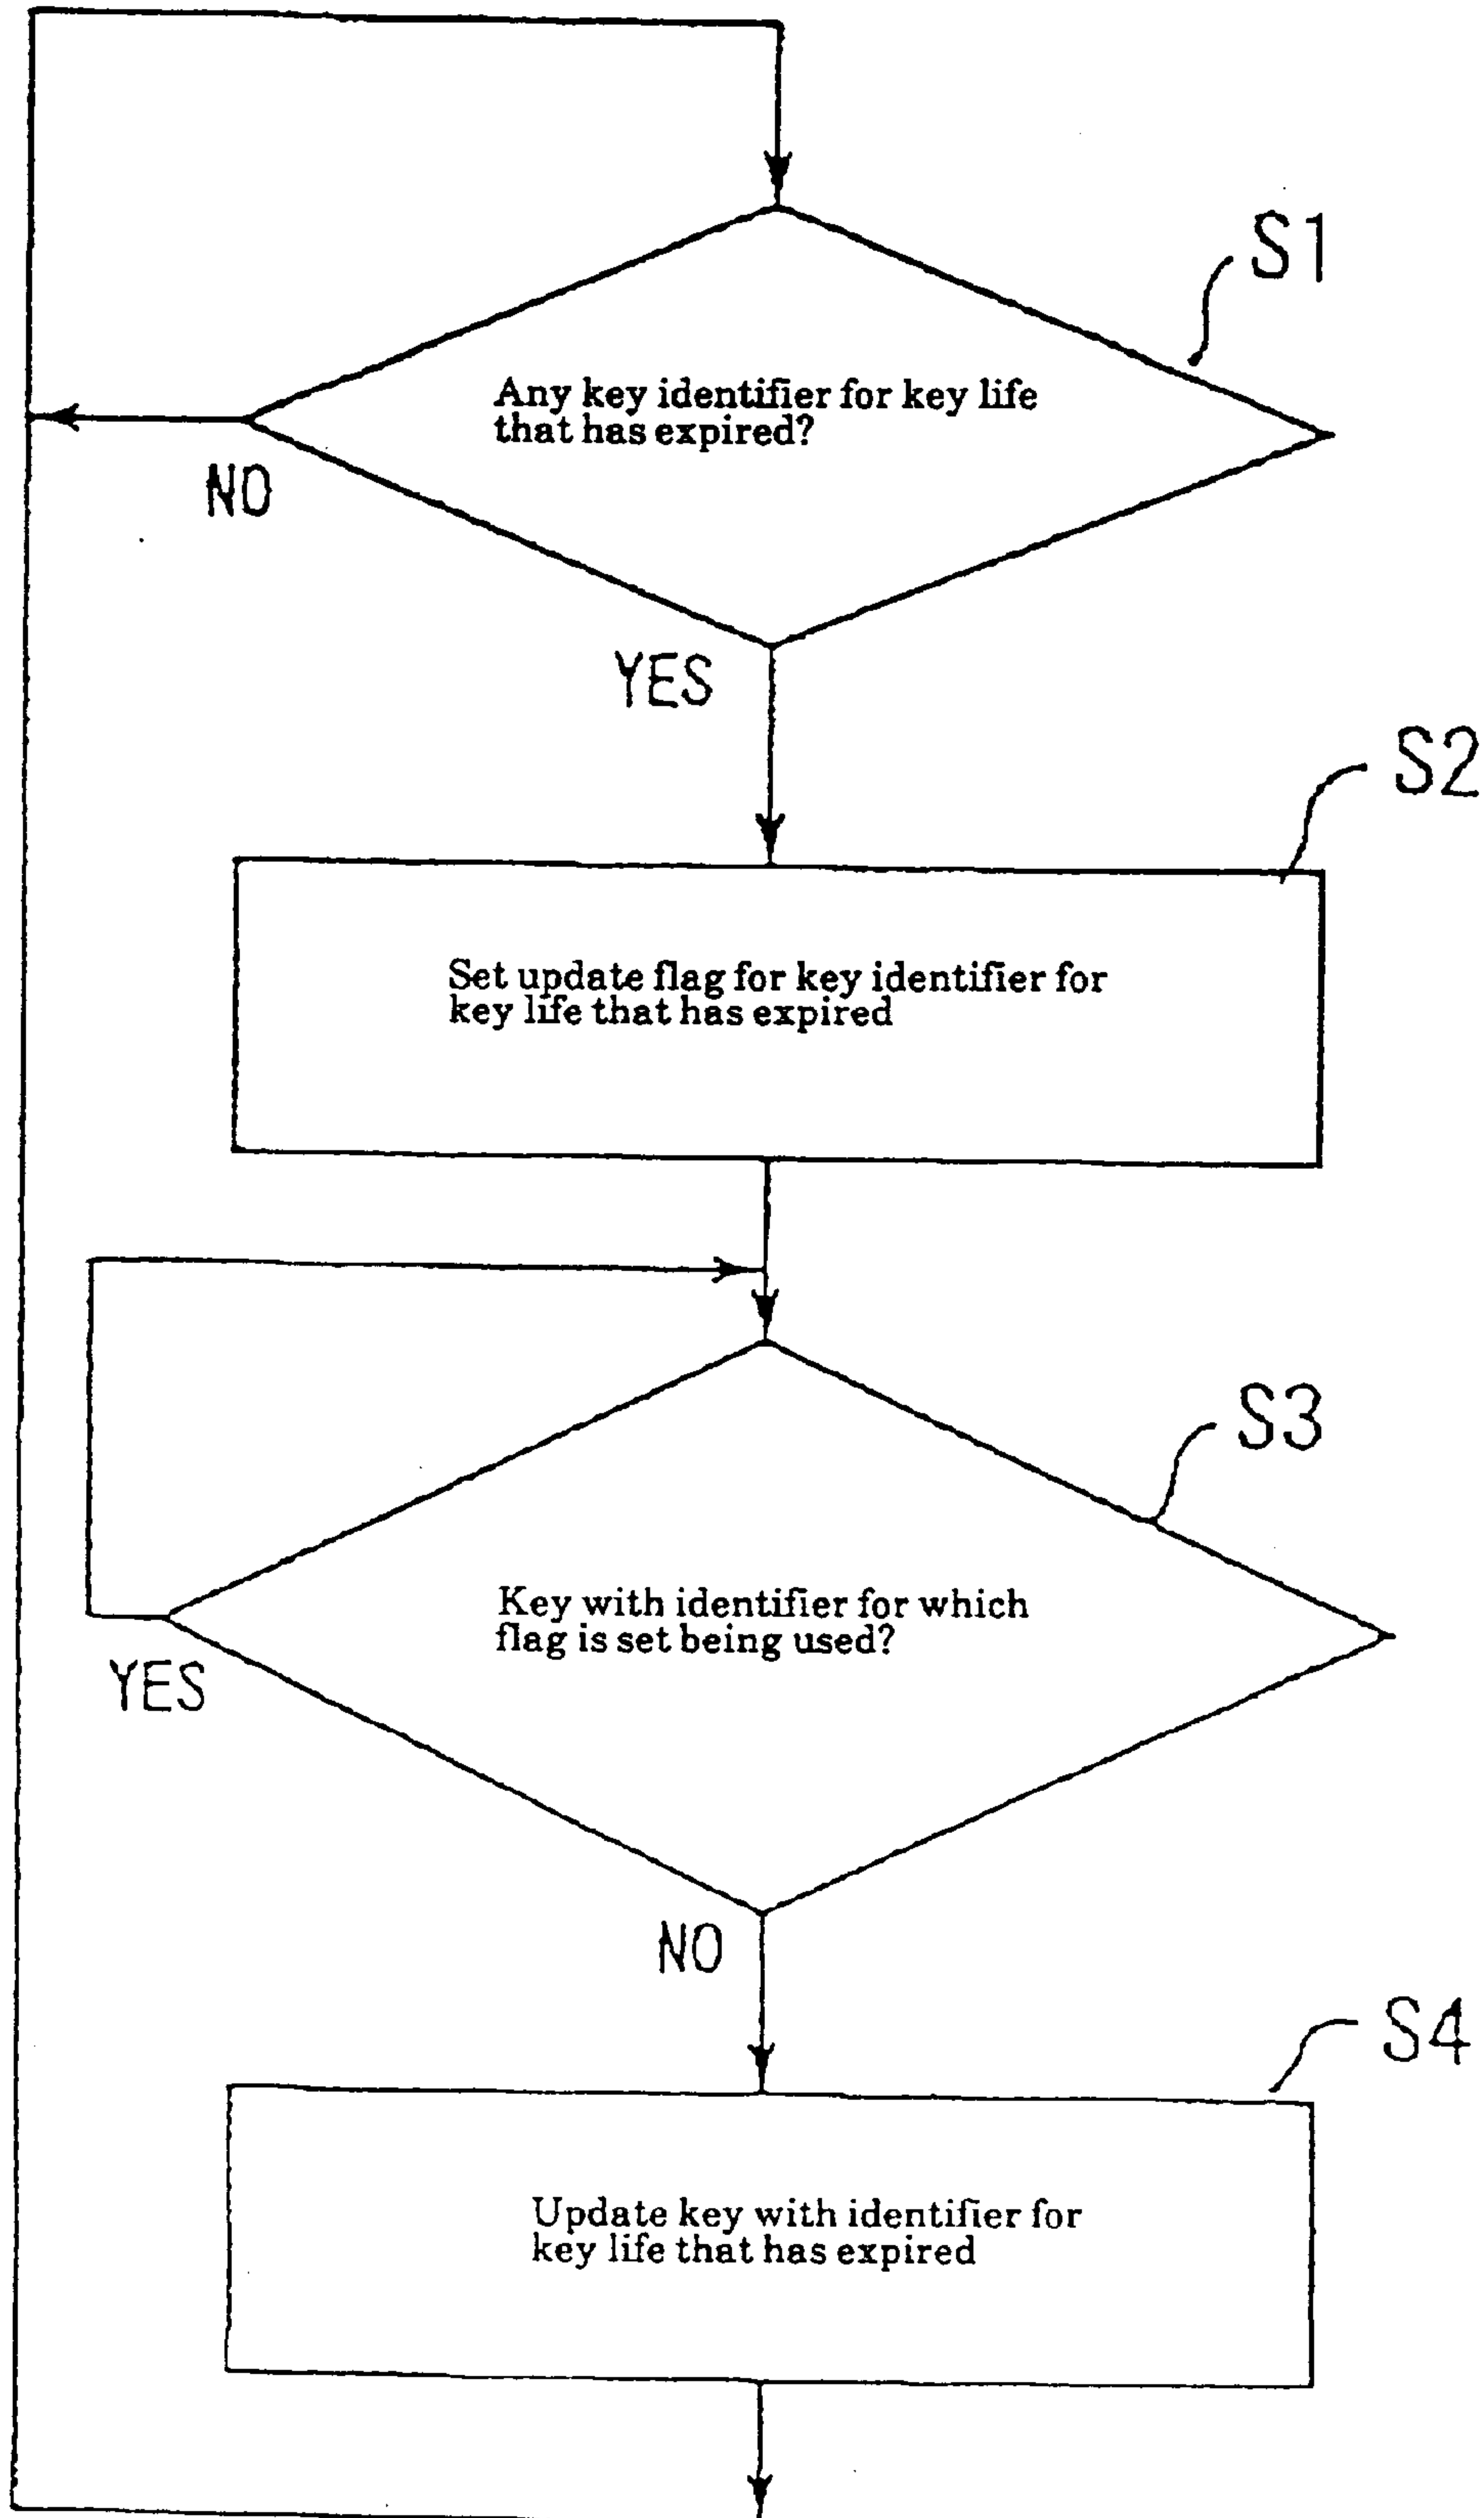 S1
Any key identifier for key life
that has expired?
NO
YES
S2
Set update flag for key identifier for
key life that has expired
S3
Key with identifier for which
flag is set being used?
YES
NO
S4
Update key with identifier for
key life that has expired